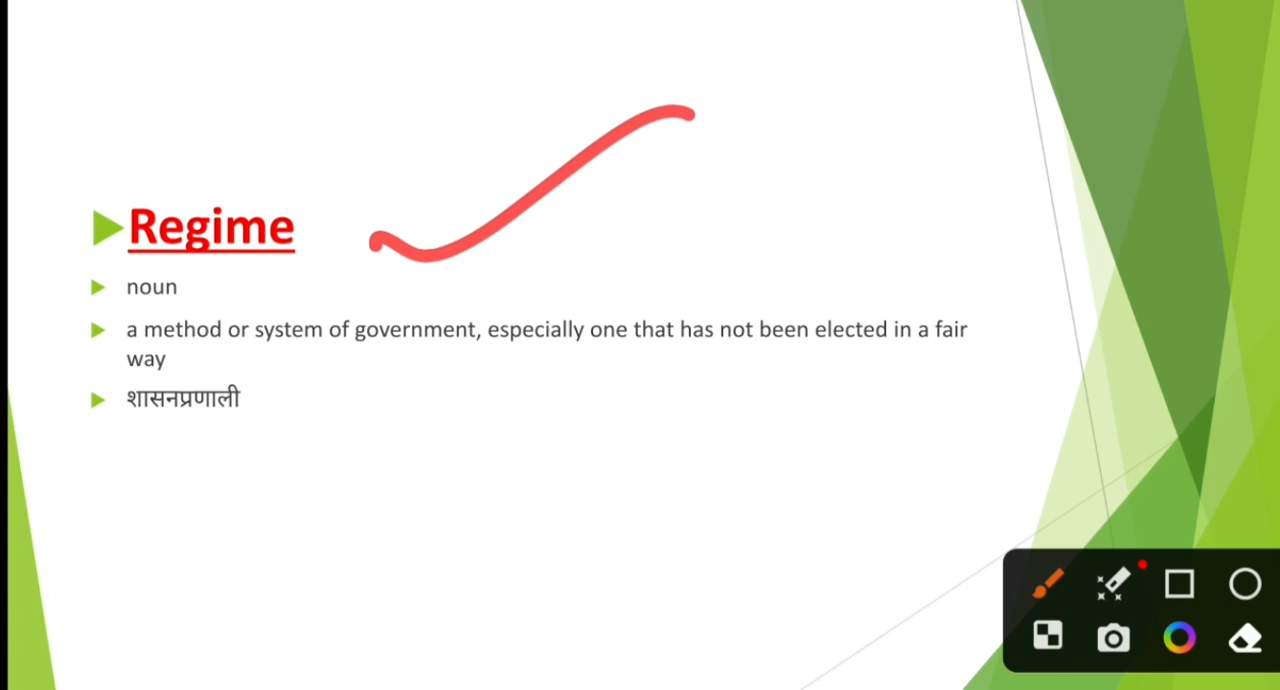 Regime
noun
a method or system of government, especially one that has not been elected in a fair
way
शासनप्रणाली